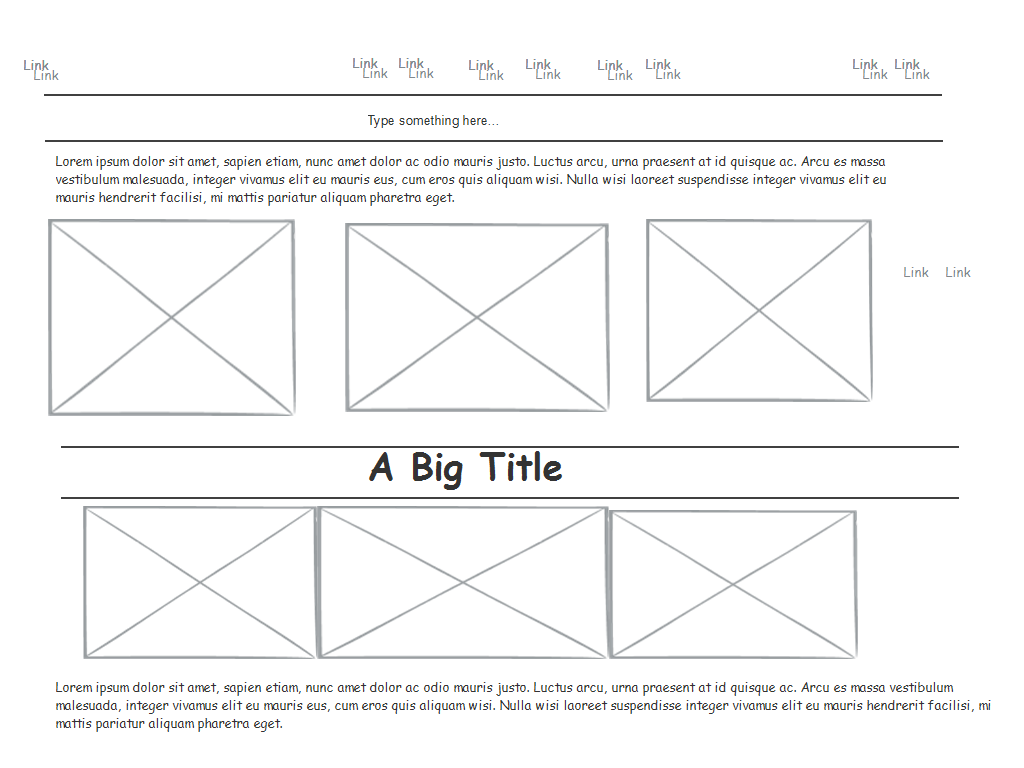 Link Link Link Link Link Link Link Link Link
Link Link Link Link Link Link Link Link Link
Type something here...
Lorem ipsum dolor sit amet, sapien etiam, nunc amet dolor ac odio mauris justo. Luctus arcu, urna praesent at id quisque ac. Arcu es massa
vestibulum malesuada, integer vivamus elit eu mauris eus, cum eros quis aliquam wisi. Nulla wisi laoreet suspendisse integer vivamus elit eu
mauris hendrerit facilisi, mi mattis pariatur aliquam pharetra eget.
Link Link
A Big Title
Lorem ipsum dolor sit amet, sapien etiam, nunc amet dolor ac odio mauris justo. Luctus arcu, urna praesent at id quisque ac. Arcu es massa vestibulum
malesuada, integer vivamus elit eu mauris eus, cum eros quis aliquam wisi. Nulla wisi laoreet suspendisse integer vivamus elit eu mauris hendrerit facilisi, mi
mattis pariatur aliquam pharetra eget.